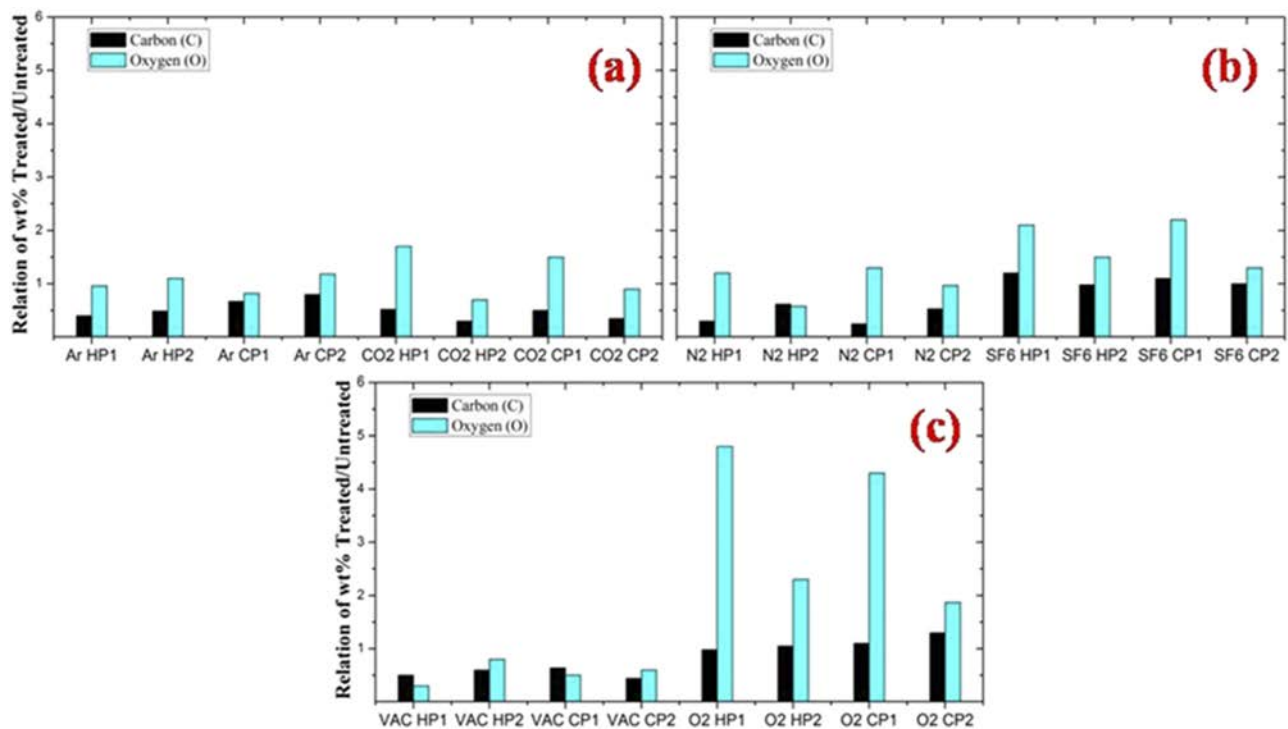 Relation of wt% Treated/Untreated
6
5
4
3
2
1
Carbon (C)
Oxygen (O)
(a)
Ar HP1 Ar HP2 Ar CP1 Ar CP2 CO2 HP1 CO2 HP2 CO2 CP1 CO2 CP2
Carbon (C)
Oxygen (O)
(b)
N2 HP1 N2 HP2 N2 CP1 N2 CP2 SF6 HP1 SF6 HP2 SF6 CP1 SF6 CP2
Relation of wt% Treated/Untreated
6
5
4
3
2
1
Carbon (C)
Oxygen (O)
(c)
VAC HP1 VAC HP2 VAC CP1 VAC CP2 O2 HP1 O2 HP2 O2 CP1 O2 CP2